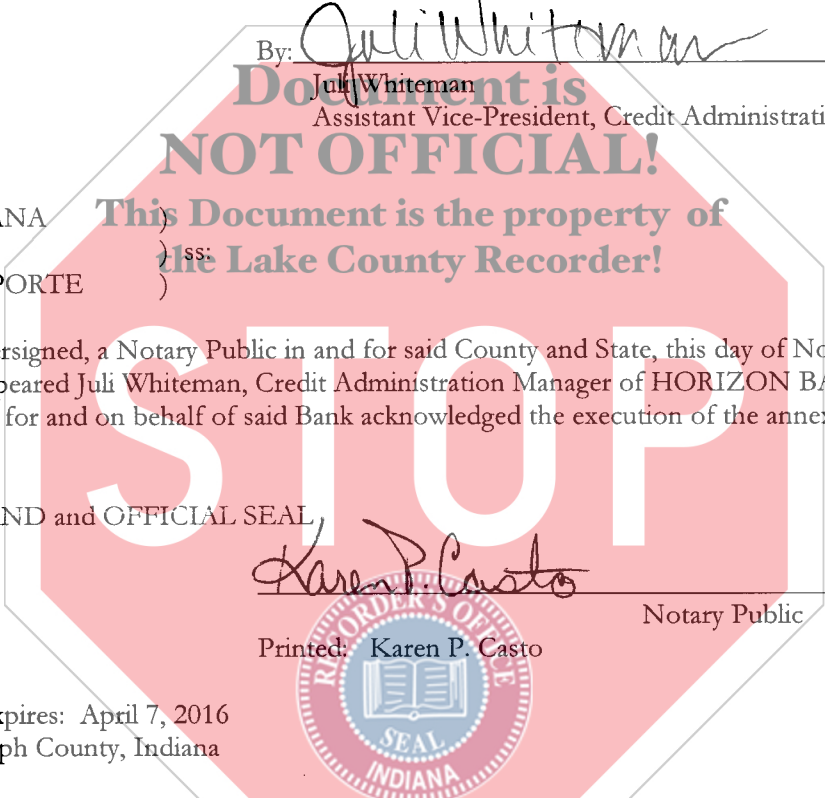 By: Juli Whiteman
Juli Whiteman
Assistant Vice-President, Credit Administrati
Document is
NOT OFFICIAL!
This Document is the property of
the Lake County Recorder!
ANA )
) ss:
PORTE )
STOP
rsigned, a Notary Public in and for said County and State, this day of No
peared Juli Whiteman, Credit Administration Manager of HORIZON BA
for and on behalf of said Bank acknowledged the execution of the annex
ND and OFFICIAL SEAL
Karen P. Casto
Notary Public
Printed: Karen P. Casto
RECORDER'S OFFICE
SEAL
INDIANA
xpires: April 7, 2016
ph County, Indiana